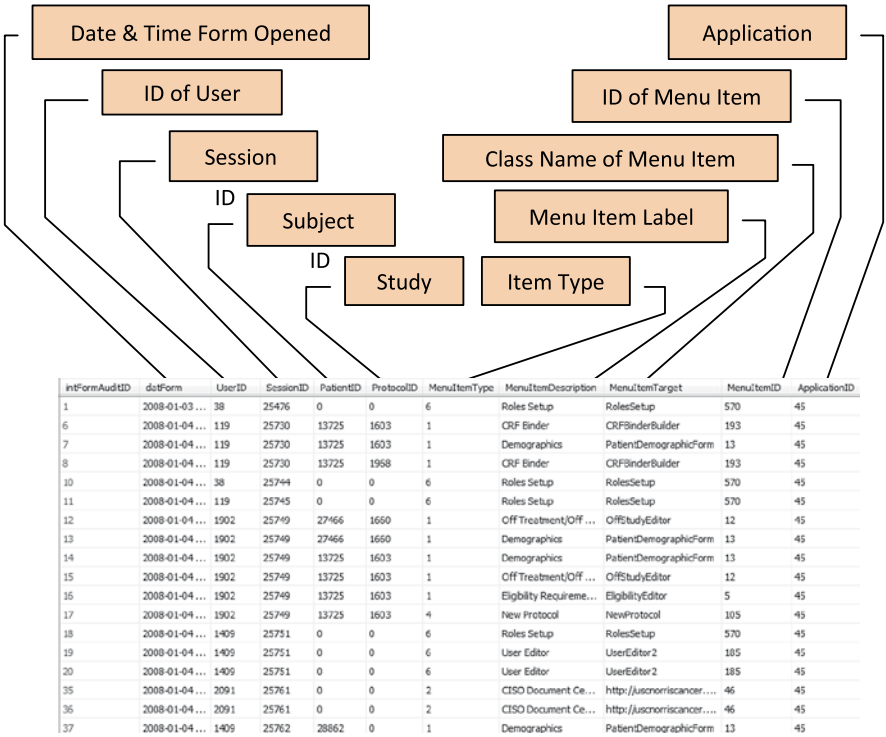 Date & Time Form Opened
Application
ID of User
ID of Menu Item
Session
Class Name of Menu Item
ID
Subject
Menu Item Label
ID
Study
Item Type
intFormAuditID datForm UserID SessionID PatientID ProtocolID MenuItemType MenuItemDescription MenuItemTarget MenuItemID ApplicationID
1 2008-01-03 ... 38 25476 0 0 6 Roles Setup RolesSetup 570 45
6 2008-01-04 ... 119 25730 13725 1603 1 CRF Binder CRFBinderBuilder 193 45
7 2008-01-04 ... 119 25730 13725 1603 1 Demographics PatientDemographicForm 13 45
8 2008-01-04 ... 119 25730 13725 1968 1 CRF Binder CRFBinderBuilder 193 45
10 2008-01-04 ... 38 25744 0 0 6 Roles Setup RolesSetup 570 45
11 2008-01-04 ... 119 25745 0 0 6 Roles Setup RolesSetup 570 45
12 2008-01-04 ... 1902 25749 27466 1660 1 Off Treatment/Off ... OffStudyEditor 12 45
13 2008-01-04 ... 1902 25749 27466 1660 1 Demographics PatientDemographicForm 13 45
14 2008-01-04 ... 1902 25749 13725 1603 1 Demographics PatientDemographicForm 13 45
15 2008-01-04 ... 1902 25749 13725 1603 1 Off Treatment/Off ... OffStudyEditor 12 45
16 2008-01-04 ... 1902 25749 13725 1603 1 Eligibility Requireme... EligibilityEditor 5 45
17 2008-01-04 ... 1902 25749 13725 1603 4 New Protocol NewProtocol 105 45
18 2008-01-04 ... 1409 25751 0 0 6 Roles Setup RolesSetup 570 45
19 2008-01-04 ... 1409 25751 0 0 6 User Editor UserEditor2 185 45
20 2008-01-04 ... 1409 25751 0 0 6 User Editor UserEditor2 185 45
35 2008-01-04 ... 2091 25761 0 0 2 CISO Document Ce... http://uscnorriscancer.... 46 45
36 2008-01-04 ... 2091 25761 0 0 2 CISO Document Ce... http://uscnorriscancer.... 46 45
37 2008-01-04 ... 1409 25762 28862 0 1 Demographics PatientDemographicForm 13 45